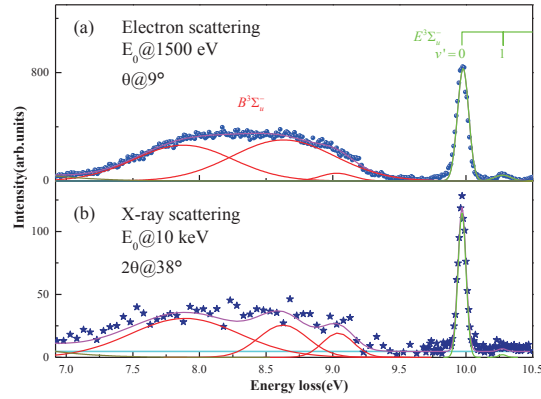 (a) Electron scattering
E₀@1500 eV
θ@9°
E³Σᵤ⁻
v'= 0 1
B³Σᵤ⁻
800
0
Intensity(arb.units)
(b) X-ray scattering
E₀@10 keV
2θ@38°
100
50
0
7.0 7.5 8.0 8.5 9.0 9.5 10.0 10.5
Energy loss(eV)